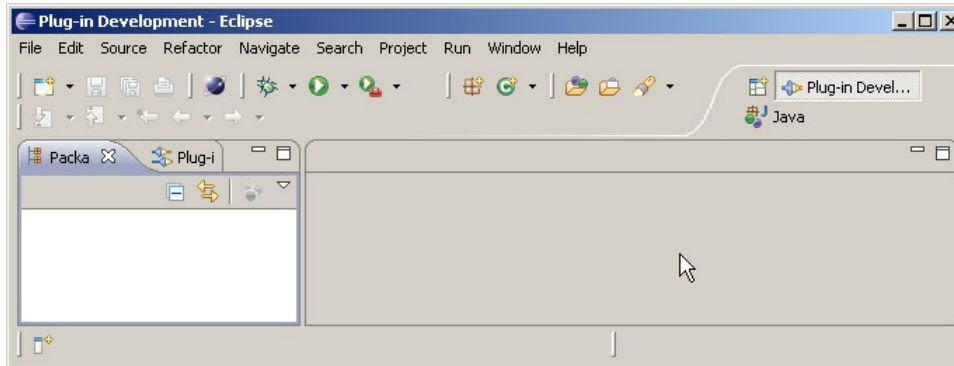 Plug-in Development - Eclipse
File Edit Source Refactor Navigate Search Project Run Window Help
Plug-in Devel...
Java
Packa Plug-i